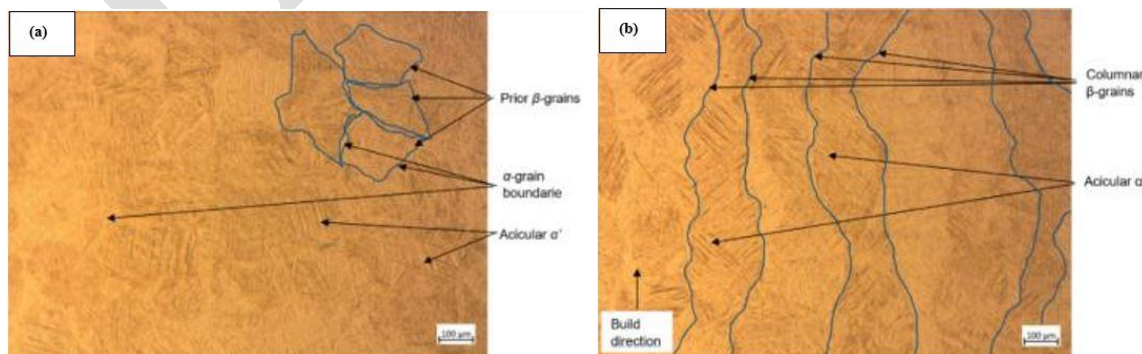 (a)
Prior β-grains
α-grain
boundarie
Acicular α'
100 µm
(b)
Columnar
β-grains
Acicular α
Build
direction
100 µm